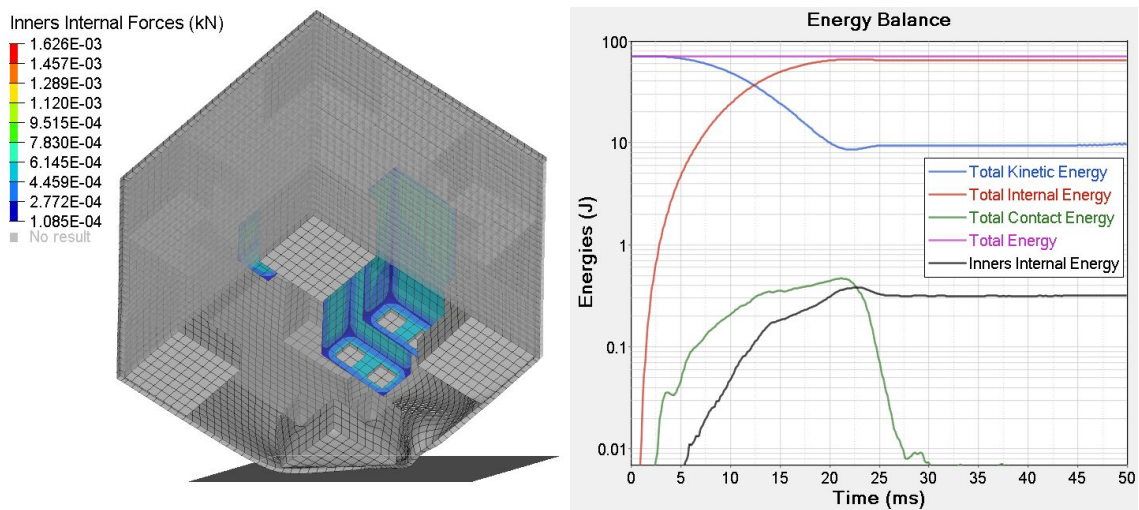 Inners Internal Forces (kN)
1.626E-03
1.457E-03
1.289E-03
1.120E-03
9.515E-04
7.830E-04
6.145E-04
4.459E-04
2.772E-04
1.085E-04
No result
Energy Balance
Energies (J)
100
10
1
0.1
0.01
Total Kinetic Energy
Total Internal Energy
Total Contact Energy
Total Energy
Inners Internal Energy
0 5 10 15 20 25 30 35 40 45 50
Time (ms)